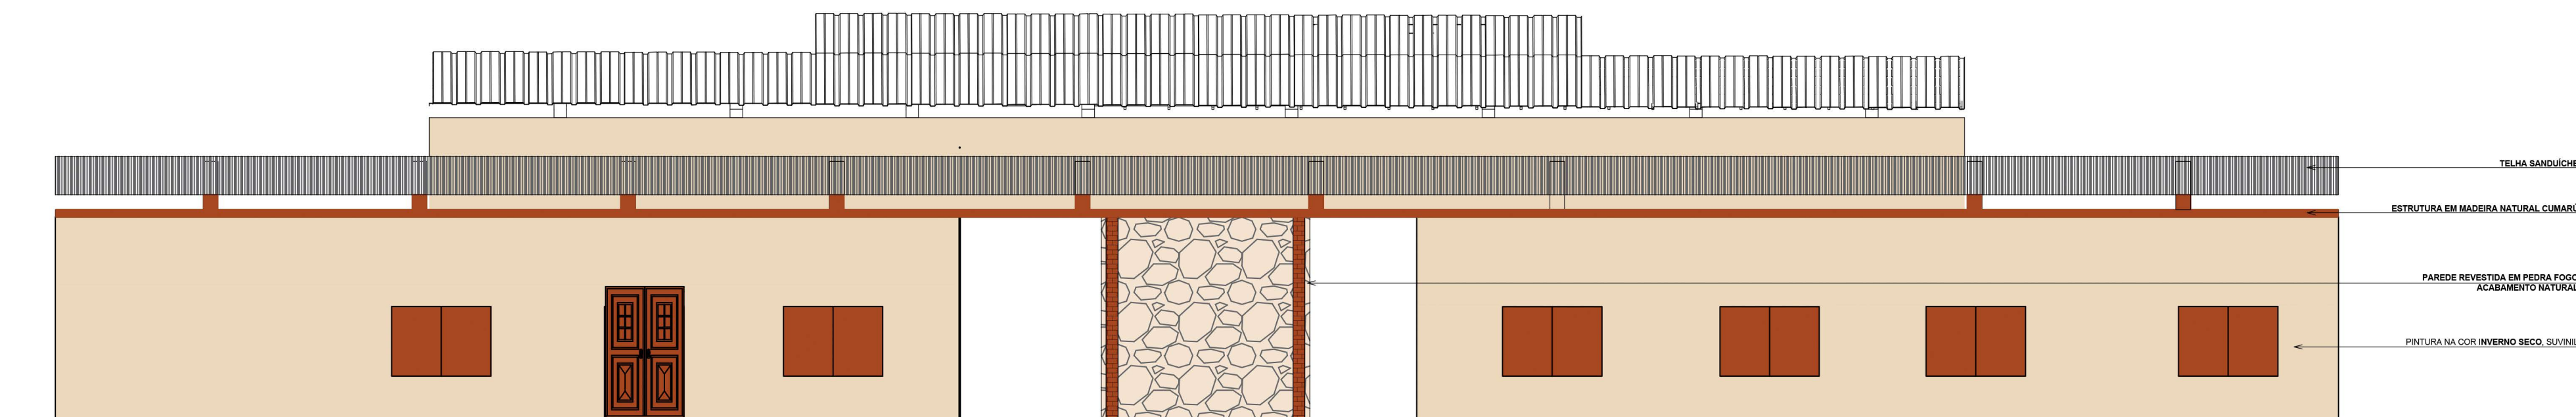 TELHA SANDUÍCHE
ESTRUTURA EM MADEIRA NATURAL CUMARÚ
PAREDE REVESTIDA EM PEDRA FOGO
ACABAMENTO NATURAL
PINTURA NA COR INVERNO SECO, SUVINIL